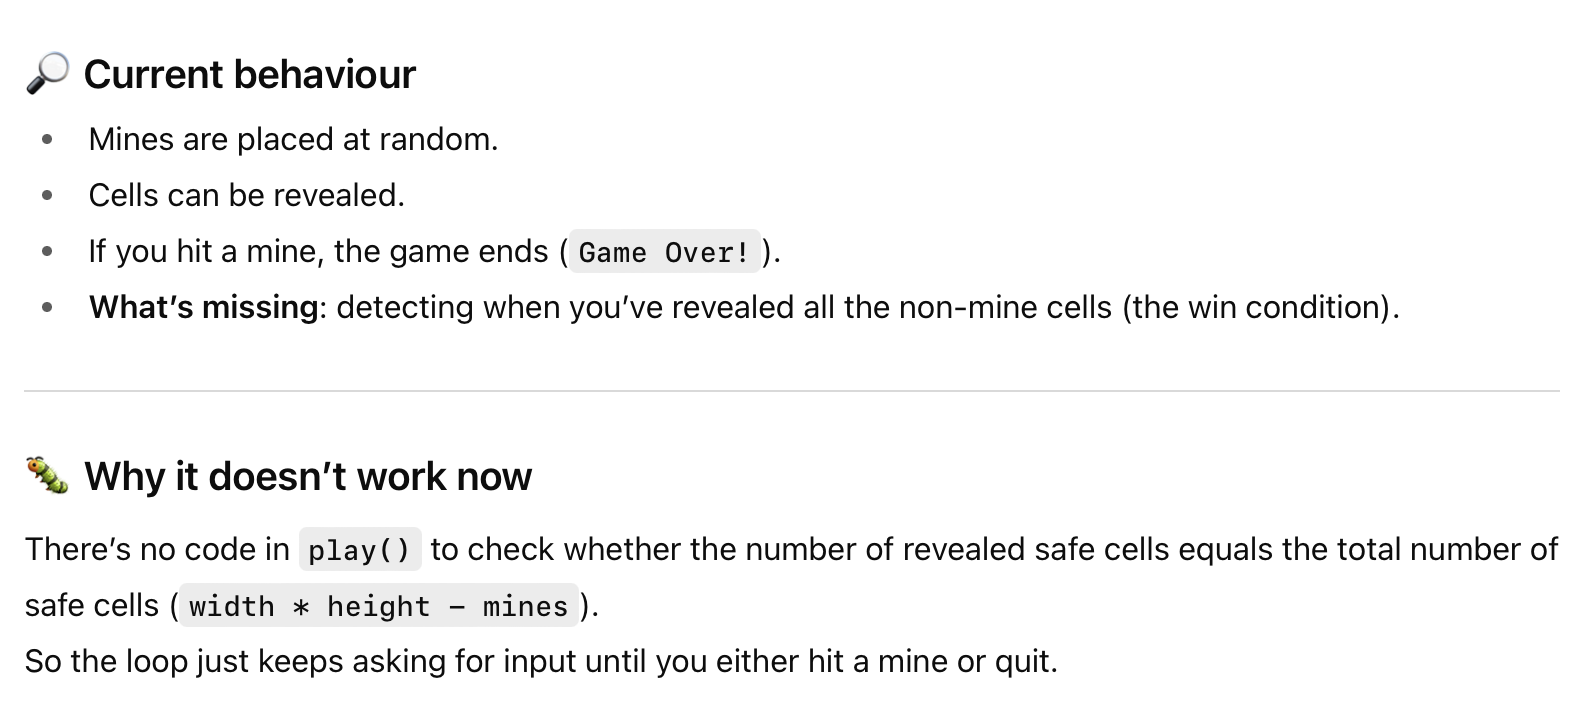 🔎 Current behaviour
• Mines are placed at random.
• Cells can be revealed.
• If you hit a mine, the game ends (Game Over!).
• What’s missing: detecting when you’ve revealed all the non-mine cells (the win condition).
🐛 Why it doesn’t work now
There’s no code in play() to check whether the number of revealed safe cells equals the total number of
safe cells (width * height - mines).
So the loop just keeps asking for input until you either hit a mine or quit.